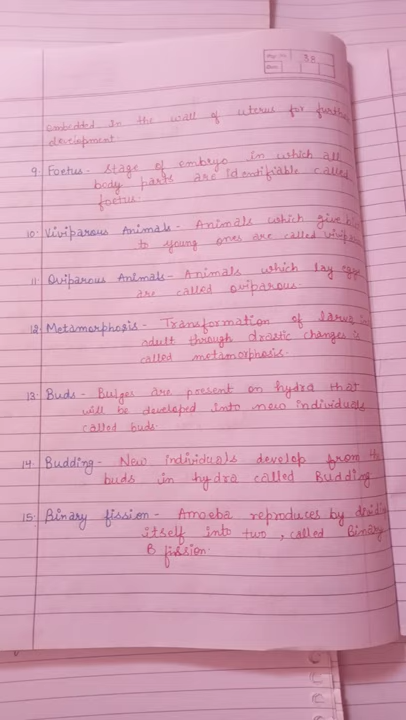 38
embedded in the wall of uterus for
development.
9. Foetus - Stage of embryo in which all
body parts are identifiable called
foetus.
10. Viviparous Animals - Animals which give
to young ones are called
11. Oviparous Animals - Animals which lay eggs
are called oviparous.
12. Metamorphosis - Transformation of larva
adult through drastic changes
called metamorphosis.
13. Buds - Bulges are present on hydra that
will be developed into new individuals
called buds.
14. Budding - New individuals develop from
buds in hydra called Budding
15. Binary fission - Amoeba reproduces by
itself into two, called Binary
B fission.